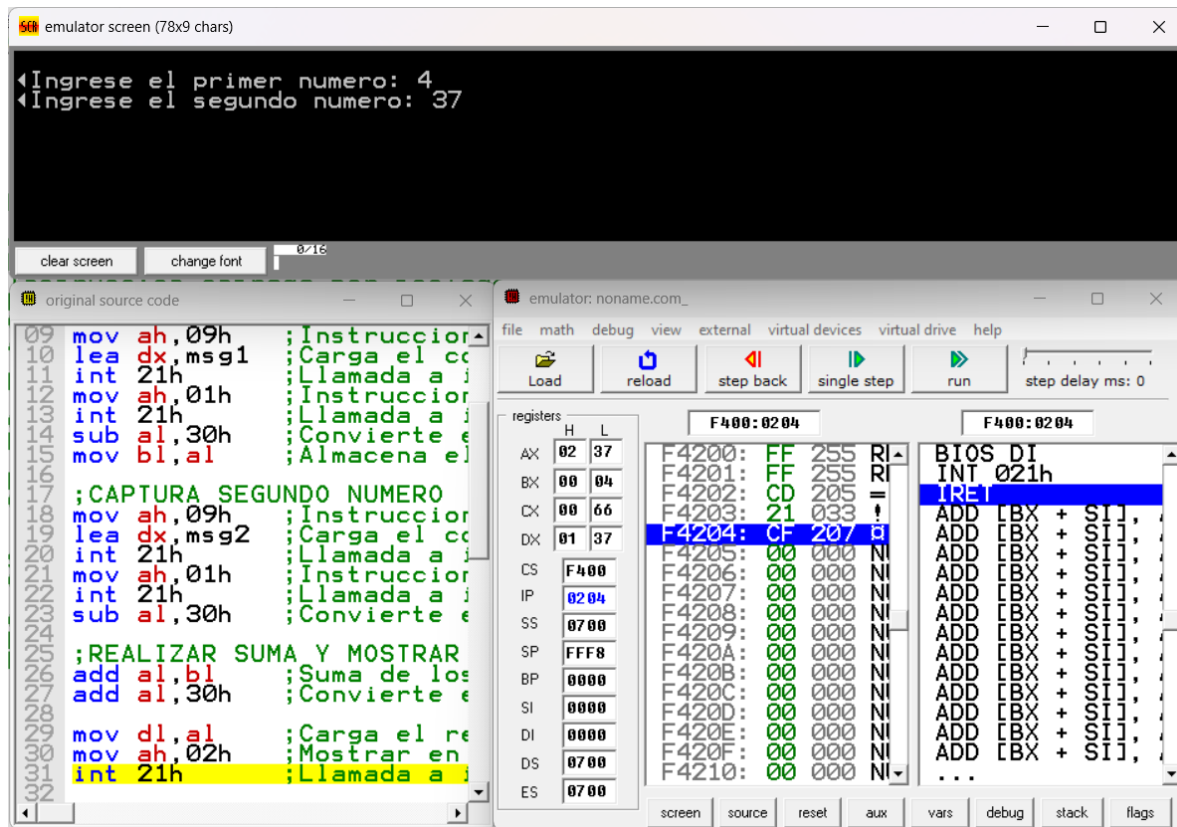 SCR emulator screen (78x9 chars)
◄Ingrese el primer numero: 4
◄Ingrese el segundo numero: 37
clear screen change font 0/16
original source code
09 mov ah,09h ;Instruccion
10 lea dx,msg1 ;Carga el co
11 int 21h ;Llamada a i
12 mov ah,01h ;Instruccion
13 int 21h ;Llamada a i
14 sub al,30h ;Convierte e
15 mov bl,al ;Almacena el
16
17 ;CAPTURA SEGUNDO NUMERO
18 mov ah,09h ;Instruccion
19 lea dx,msg2 ;Carga el co
20 int 21h ;Llamada a i
21 mov ah,01h ;Instruccion
22 int 21h ;Llamada a i
23 sub al,30h ;Convierte e
24
25 ;REALIZAR SUMA Y MOSTRAR
26 add al,bl ;Suma de los
27 add al,30h ;Convierte e
28
29 mov dl,al ;Carga el re
30 mov ah,02h ;Mostrar en
31 int 21h ;Llamada a i
32
emulator: noname.com_
file math debug view external virtual devices virtual drive help
Load reload step back single step run step delay ms: 0
registers
H L
AX 02 37
BX 00 04
CX 00 66
DX 01 37
CS F400
IP 0204
SS 0700
SP FFF8
BP 0000
SI 0000
DI 0000
DS 0700
ES 0700
F400:0204
F4200: FF 255 R
F4201: FF 255 R
F4202: CD 205 =
F4203: 21 033 !
F4204: CF 207 ¤
F4205: 00 000 N
F4206: 00 000 N
F4207: 00 000 N
F4208: 00 000 N
F4209: 00 000 N
F420A: 00 000 N
F420B: 00 000 N
F420C: 00 000 N
F420D: 00 000 N
F420E: 00 000 N
F420F: 00 000 N
F4210: 00 000 N
F400:0204
BIOS DI
INT 021h
IRET
ADD [BX + SI],
ADD [BX + SI],
ADD [BX + SI],
ADD [BX + SI],
ADD [BX + SI],
ADD [BX + SI],
ADD [BX + SI],
ADD [BX + SI],
ADD [BX + SI],
ADD [BX + SI],
ADD [BX + SI],
ADD [BX + SI],
ADD [BX + SI],
...
screen source reset aux vars debug stack flags